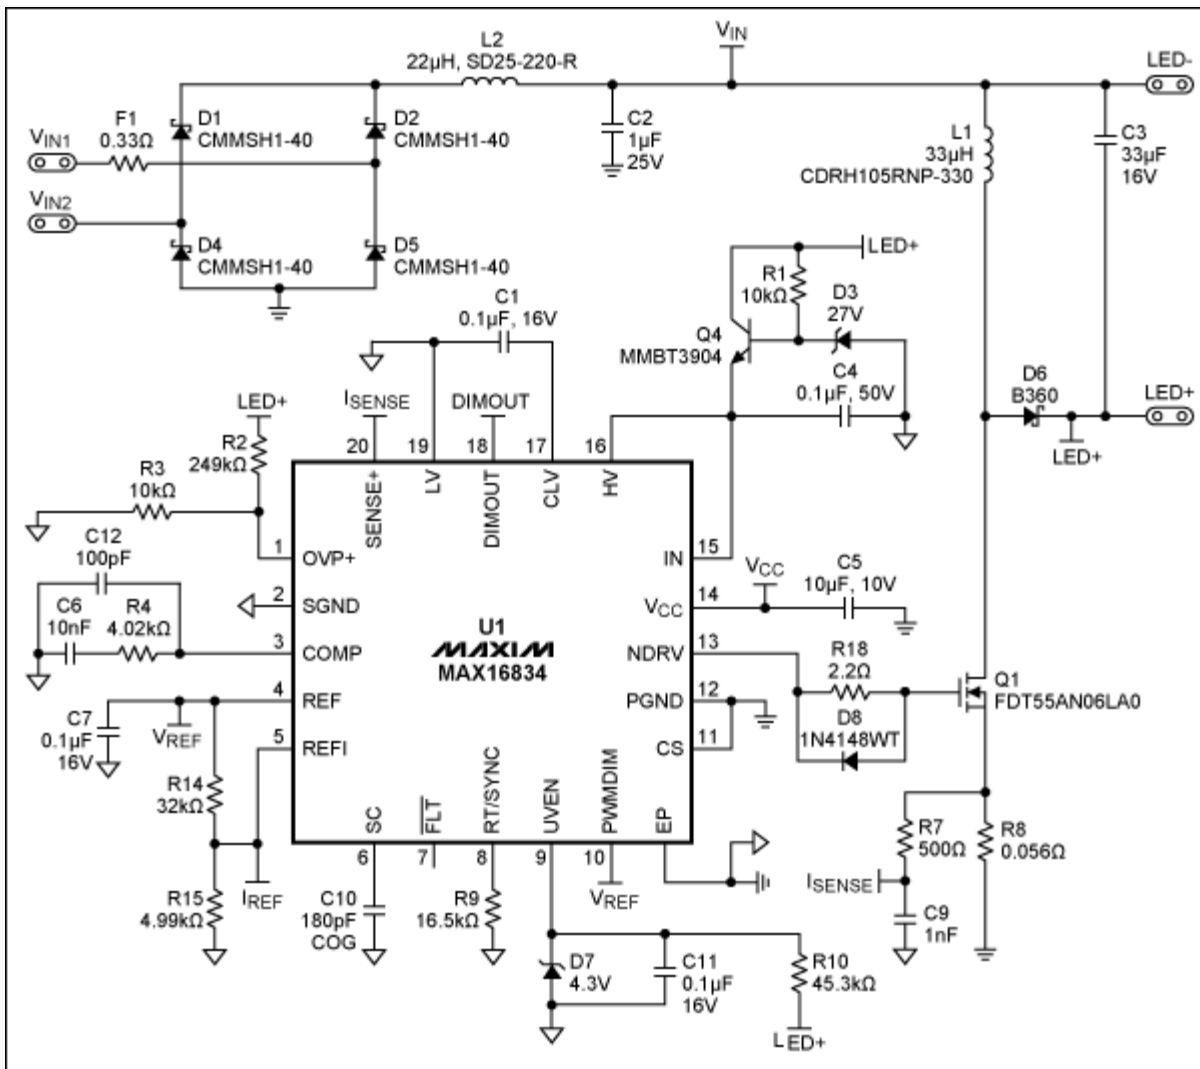 L2
22µH, SD25-220-R
VIN
LED-
F1
0.33Ω
VIN1
VIN2
D1
CMMSH1-40
D2
CMMSH1-40
C2
1µF
25V
L1
33µH
CDRH105RNP-330
C3
33µF
16V
D4
CMMSH1-40
D5
CMMSH1-40
LED+
R1
10kΩ
D3
27V
C1
0.1µF, 16V
Q4
MMBT3904
C4
0.1µF, 50V
D6
B360
LED+
LED+
LED+
ISENSE
DIMOUT
R2
249kΩ
R3
10kΩ
20
19
18
17
16
SENSE+
LV
DIMOUT
CLV
HV
C12
100pF
1
OVP+
IN
15
2
SGND
VCC
14
VCC
C5
10µF, 10V
C6
10nF
R4
4.02kΩ
3
COMP
U1
MAXIM
MAX16834
NDRV
13
R18
2.2Ω
4
REF
PGND
12
D8
1N4148WT
Q1
FDT55AN06LA0
C7
0.1µF
16V
VREF
5
REFI
CS
11
R14
32kΩ
SC
FLT
RT/SYNC
UVEN
PWMDIM
EP
6
7
8
9
10
R7
500Ω
R8
0.056Ω
ISENSE
R15
4.99kΩ
IREF
C10
180pF
COG
R9
16.5kΩ
VREF
C9
1nF
D7
4.3V
C11
0.1µF
16V
R10
45.3kΩ
LED+